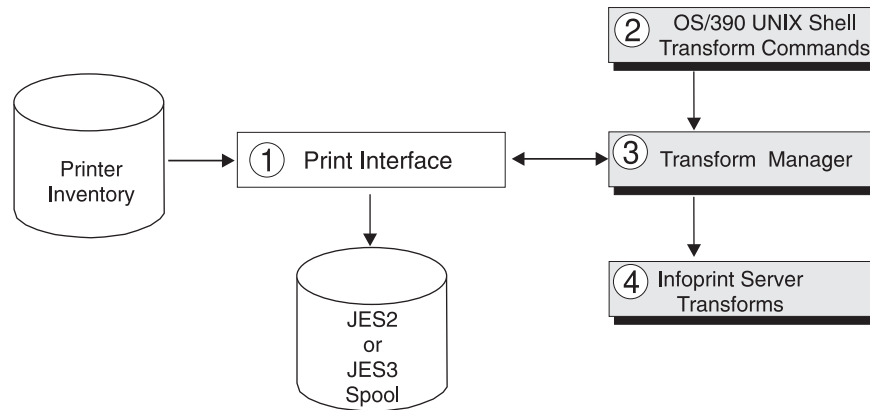 2 OS/390 UNIX Shell
Transform Commands
Printer
Inventory
1 Print Interface
3 Transform Manager
JES2
or
JES3
Spool
4 Infoprint Server
Transforms